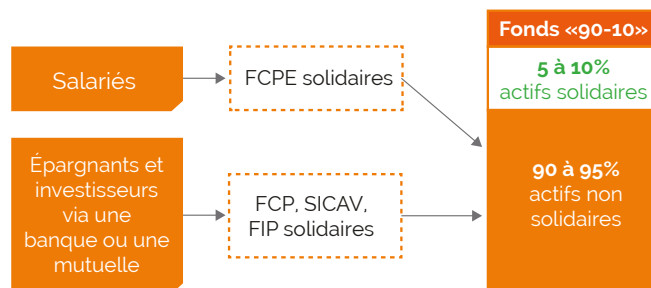 Salariés
FCPE solidaires
Épargnants et
investisseurs
via une
banque ou une
mutuelle
FCP, SICAV,
FIP solidaires
Fonds «90-10»
5 à 10%
actifs solidaires
90 à 95%
actifs non
solidaires